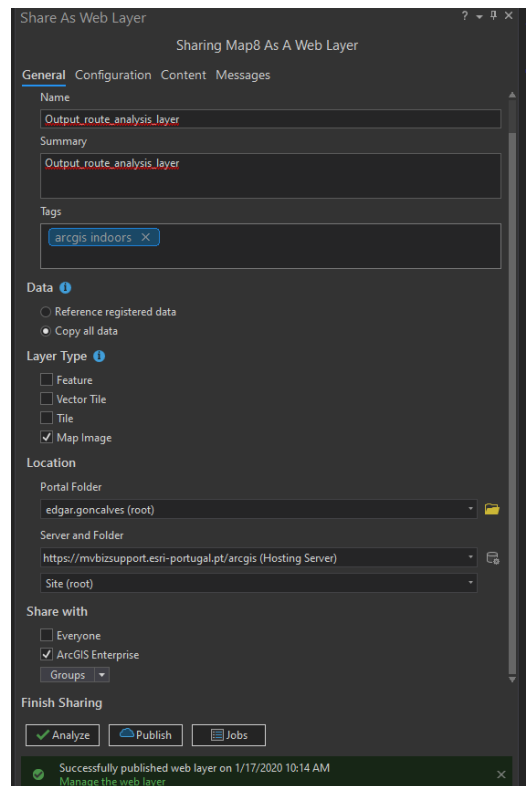 Share As Web Layer
Sharing Map8 As A Web Layer
General Configuration Content Messages
Name
Output_route_analysis_layer
Summary
Output_route_analysis_layer
Tags
arcgis indoors
Data
Reference registered data
Copy all data
Layer Type
Feature
Vector Tile
Tile
Map Image
Location
Portal Folder
edgar.goncalves (root)
Server and Folder
https://mvbizsupport.esri-portugal.pt/arcgis (Hosting Server)
Site (root)
Share with
Everyone
ArcGIS Enterprise
Groups
Finish Sharing
Analyze Publish Jobs
Successfully published web layer on 1/17/2020 10:14 AM
Manage the web layer